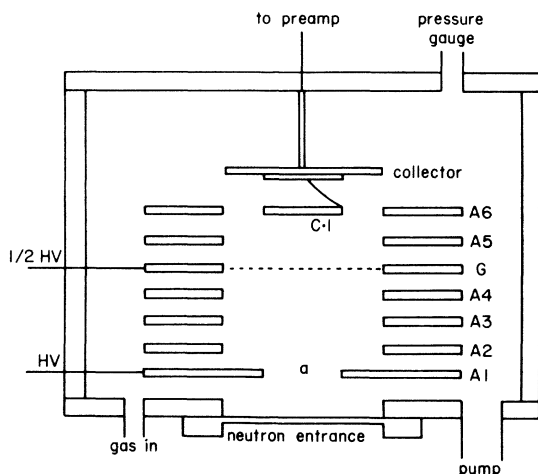 to preamp
pressure
gauge
collector
C·1
A6
A5
1/2 HV
G
A4
A3
A2
HV
a
A1
gas in
neutron entrance
pump